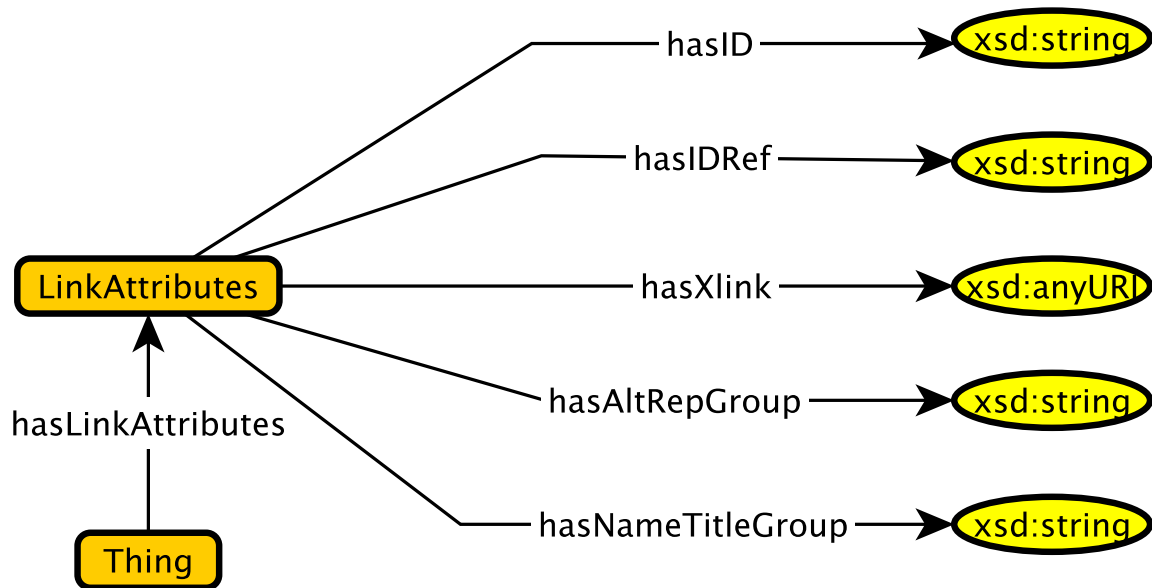 hasID
xsd:string
hasIDRef
xsd:string
LinkAttributes
hasXlink
xsd:anyURI
hasAltRepGroup
xsd:string
hasLinkAttributes
hasNameTitleGroup
xsd:string
Thing